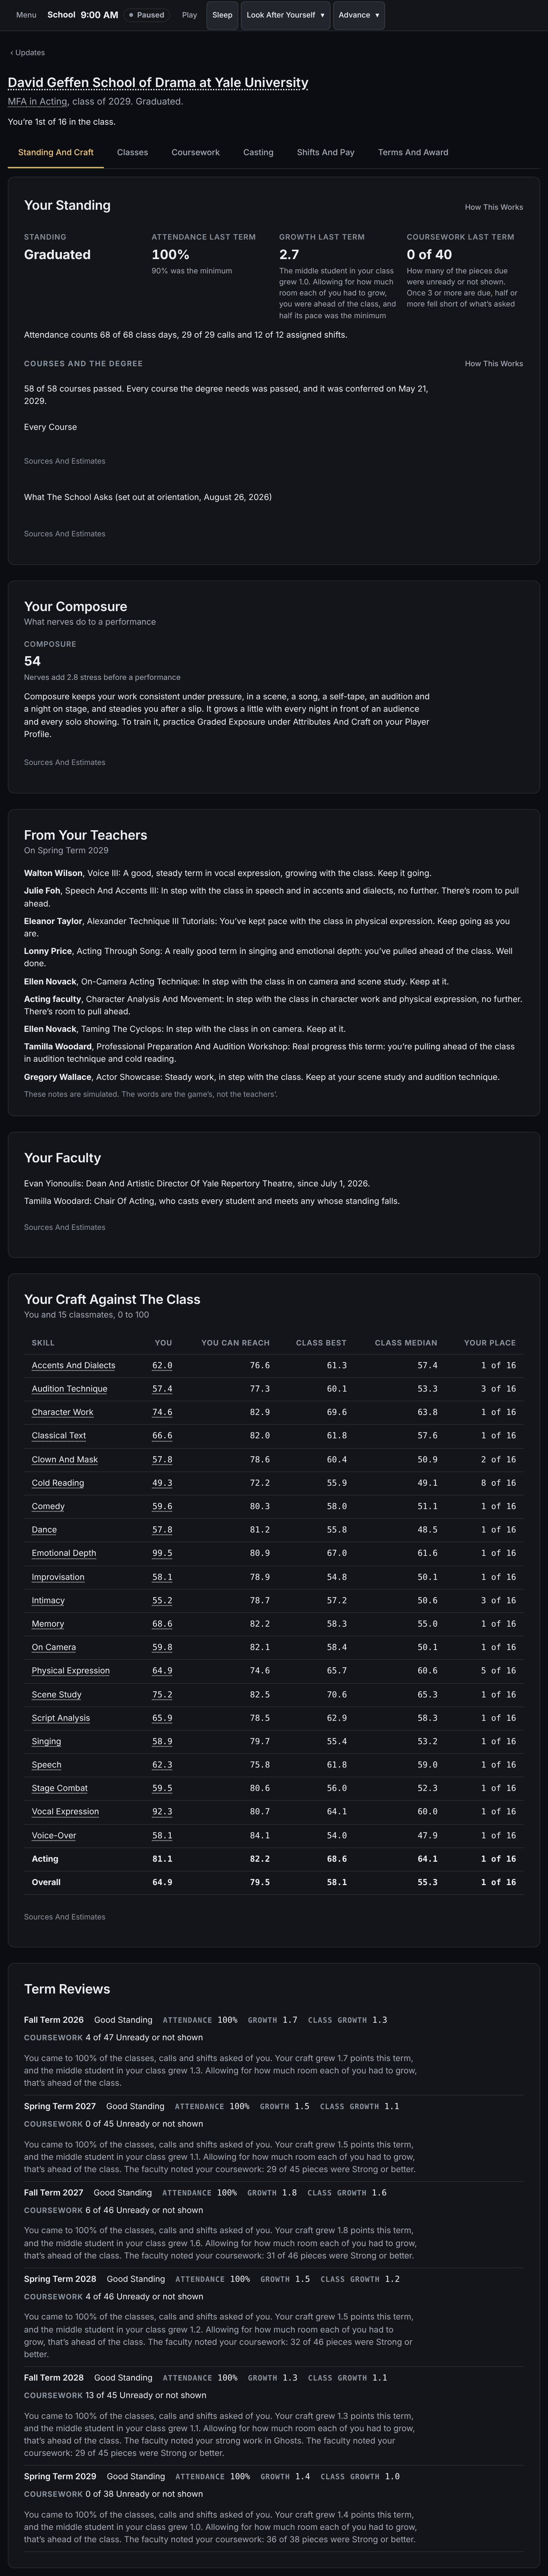 Menu School 9:00 AM Paused Play Sleep Look After Yourself ▾ Advance ▾
‹ Updates
David Geffen School of Drama at Yale University
MFA in Acting, class of 2029. Graduated.
You're 1st of 16 in the class.
Standing And Craft Classes Coursework Casting Shifts And Pay Terms And Award
Your Standing
How This Works
STANDING ATTENDANCE LAST TERM GROWTH LAST TERM COURSEWORK LAST TERM
Graduated 100% 2.7 0 of 40
90% was the minimum
The middle student in your class
grew 1.0. Allowing for how much
room each of you had to grow,
you were ahead of the class, and
half its pace was the minimum
How many of the pieces due
were unready or not shown.
Once 3 or more are due, half or
more fell short of what's asked
Attendance counts 68 of 68 class days, 29 of 29 calls and 12 of 12 assigned shifts.
COURSES AND THE DEGREE
How This Works
58 of 58 courses passed. Every course the degree needs was passed, and it was conferred on May 21,
2029.
Every Course
Sources And Estimates
What The School Asks (set out at orientation, August 26, 2026)
Sources And Estimates
Your Composure
What nerves do to a performance
COMPOSURE
54
Nerves add 2.8 stress before a performance
Composure keeps your work consistent under pressure, in a scene, a song, a self-tape, an audition and
a night on stage, and steadies you after a slip. It grows a little with every night in front of an audience
and every solo showing. To train it, practice Graded Exposure under Attributes And Craft on your Player
Profile.
Sources And Estimates
From Your Teachers
On Spring Term 2029
Walton Wilson, Voice III: A good, steady term in vocal expression, growing with the class. Keep it going.
Julie Foh, Speech And Accents III: In step with the class in speech and in accents and dialects, no further. There's room to pull
ahead.
Eleanor Taylor, Alexander Technique III Tutorials: You've kept pace with the class in physical expression. Keep going as you
are.
Lonny Price, Acting Through Song: A really good term in singing and emotional depth: you've pulled ahead of the class. Well
done.
Ellen Novack, On-Camera Acting Technique: In step with the class in on camera and scene study. Keep at it.
Acting faculty, Character Analysis And Movement: In step with the class in character work and physical expression, no further.
There's room to pull ahead.
Ellen Novack, Taming The Cyclops: In step with the class in on camera. Keep at it.
Tamilla Woodard, Professional Preparation And Audition Workshop: Real progress this term: you're pulling ahead of the class
in audition technique and cold reading.
Gregory Wallace, Actor Showcase: Steady work, in step with the class. Keep at your scene study and audition technique.
These notes are simulated. The words are the game's, not the teachers'.
Your Faculty
Evan Yionoulis: Dean And Artistic Director Of Yale Repertory Theatre, since July 1, 2026.
Tamilla Woodard: Chair Of Acting, who casts every student and meets any whose standing falls.
Sources And Estimates
Your Craft Against The Class
You and 15 classmates, 0 to 100
SKILL YOU YOU CAN REACH CLASS BEST CLASS MEDIAN YOUR PLACE
Accents And Dialects 62.0 76.6 61.3 57.4 1 of 16
Audition Technique 57.4 77.3 60.1 53.3 3 of 16
Character Work 74.6 82.9 69.6 63.8 1 of 16
Classical Text 66.6 82.0 61.8 57.6 1 of 16
Clown And Mask 57.8 78.6 60.4 50.9 2 of 16
Cold Reading 49.3 72.2 55.9 49.1 8 of 16
Comedy 59.6 80.3 58.0 51.1 1 of 16
Dance 57.8 81.2 55.8 48.5 1 of 16
Emotional Depth 99.5 80.9 67.0 61.6 1 of 16
Improvisation 58.1 78.9 54.8 50.1 1 of 16
Intimacy 55.2 78.7 57.2 50.6 3 of 16
Memory 68.6 82.2 58.3 55.0 1 of 16
On Camera 59.8 82.1 58.4 50.1 1 of 16
Physical Expression 64.9 74.6 65.7 60.6 5 of 16
Scene Study 75.2 82.5 70.6 65.3 1 of 16
Script Analysis 65.9 78.5 62.9 58.3 1 of 16
Singing 58.9 79.7 55.4 53.2 1 of 16
Speech 62.3 75.8 61.8 59.0 1 of 16
Stage Combat 59.5 80.6 56.0 52.3 1 of 16
Vocal Expression 92.3 80.7 64.1 60.0 1 of 16
Voice-Over 58.1 84.1 54.0 47.9 1 of 16
Acting 81.1 82.2 68.6 64.1 1 of 16
Overall 64.9 79.5 58.1 55.3 1 of 16
Sources And Estimates
Term Reviews
Fall Term 2026 Good Standing ATTENDANCE 100% GROWTH 1.7 CLASS GROWTH 1.3
COURSEWORK 4 of 47 Unready or not shown
You came to 100% of the classes, calls and shifts asked of you. Your craft grew 1.7 points this term,
and the middle student in your class grew 1.3. Allowing for how much room each of you had to grow,
that's ahead of the class.
Spring Term 2027 Good Standing ATTENDANCE 100% GROWTH 1.5 CLASS GROWTH 1.1
COURSEWORK 0 of 45 Unready or not shown
You came to 100% of the classes, calls and shifts asked of you. Your craft grew 1.5 points this term,
and the middle student in your class grew 1.1. Allowing for how much room each of you had to grow,
that's ahead of the class. The faculty noted your coursework: 29 of 45 pieces were Strong or better.
Fall Term 2027 Good Standing ATTENDANCE 100% GROWTH 1.8 CLASS GROWTH 1.6
COURSEWORK 6 of 46 Unready or not shown
You came to 100% of the classes, calls and shifts asked of you. Your craft grew 1.8 points this term,
and the middle student in your class grew 1.6. Allowing for how much room each of you had to grow,
that's ahead of the class. The faculty noted your coursework: 31 of 46 pieces were Strong or better.
Spring Term 2028 Good Standing ATTENDANCE 100% GROWTH 1.5 CLASS GROWTH 1.2
COURSEWORK 4 of 46 Unready or not shown
You came to 100% of the classes, calls and shifts asked of you. Your craft grew 1.5 points this term,
and the middle student in your class grew 1.2. Allowing for how much room each of you had to
grow, that's ahead of the class. The faculty noted your coursework: 32 of 46 pieces were Strong or
better.
Fall Term 2028 Good Standing ATTENDANCE 100% GROWTH 1.3 CLASS GROWTH 1.1
COURSEWORK 13 of 45 Unready or not shown
You came to 100% of the classes, calls and shifts asked of you. Your craft grew 1.3 points this term,
and the middle student in your class grew 1.1. Allowing for how much room each of you had to grow,
that's ahead of the class. The faculty noted your strong work in Ghosts. The faculty noted your
coursework: 29 of 45 pieces were Strong or better.
Spring Term 2029 Good Standing ATTENDANCE 100% GROWTH 1.4 CLASS GROWTH 1.0
COURSEWORK 0 of 38 Unready or not shown
You came to 100% of the classes, calls and shifts asked of you. Your craft grew 1.4 points this term,
and the middle student in your class grew 1.0. Allowing for how much room each of you had to grow,
that's ahead of the class. The faculty noted your coursework: 36 of 38 pieces were Strong or better.